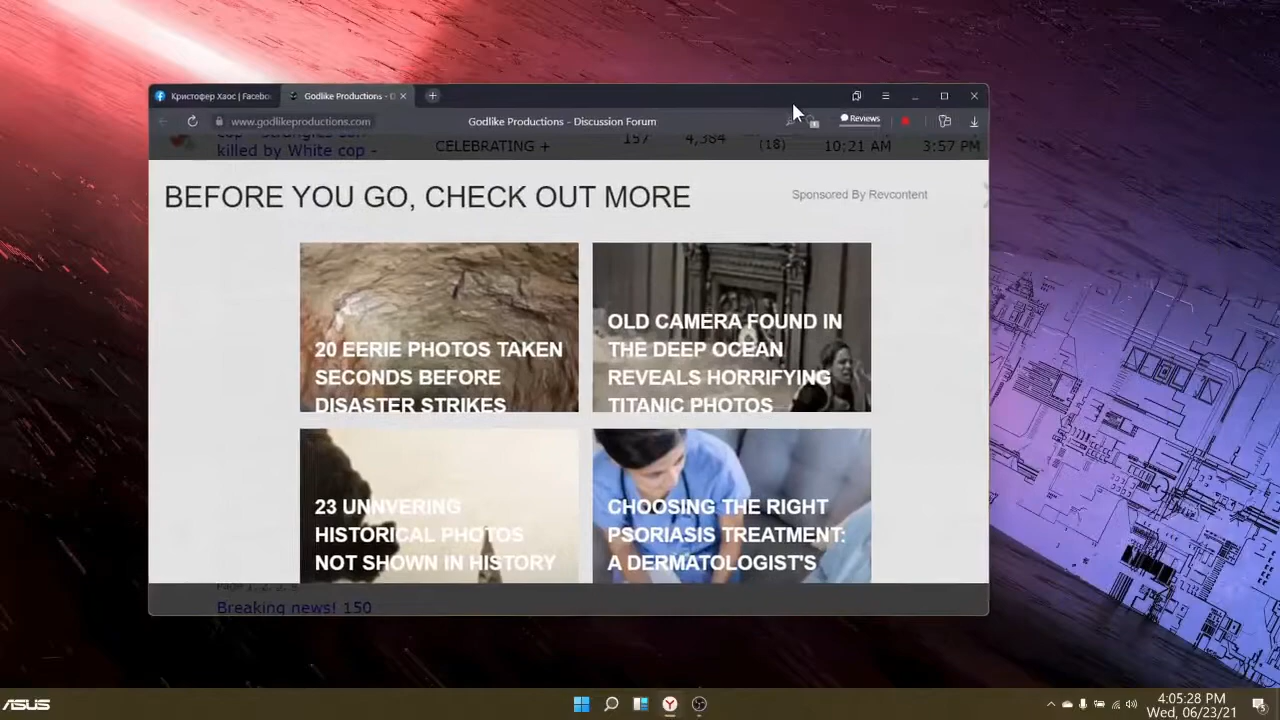 Кристофер Хаос | Facebo
Godlike Productions - D
www.godlikeproductions.com
Godlike Productions - Discussion Forum
Reviews
killed by White cop -
CELEBRATING +
157
4,384
(18)
10:21 AM
3:57 PM
BEFORE YOU GO, CHECK OUT MORE
Sponsored By Revcontent
20 EERIE PHOTOS TAKEN
SECONDS BEFORE
DISASTER STRIKES
OLD CAMERA FOUND IN
THE DEEP OCEAN
REVEALS HORRIFYING
TITANIC PHOTOS
23 UNNVERING
HISTORICAL PHOTOS
NOT SHOWN IN HISTORY
CHOOSING THE RIGHT
PSORIASIS TREATMENT:
A DERMATOLOGIST'S
Breaking news! 150
ASUS
4:05:28 PM
Wed, 06/23/21
5